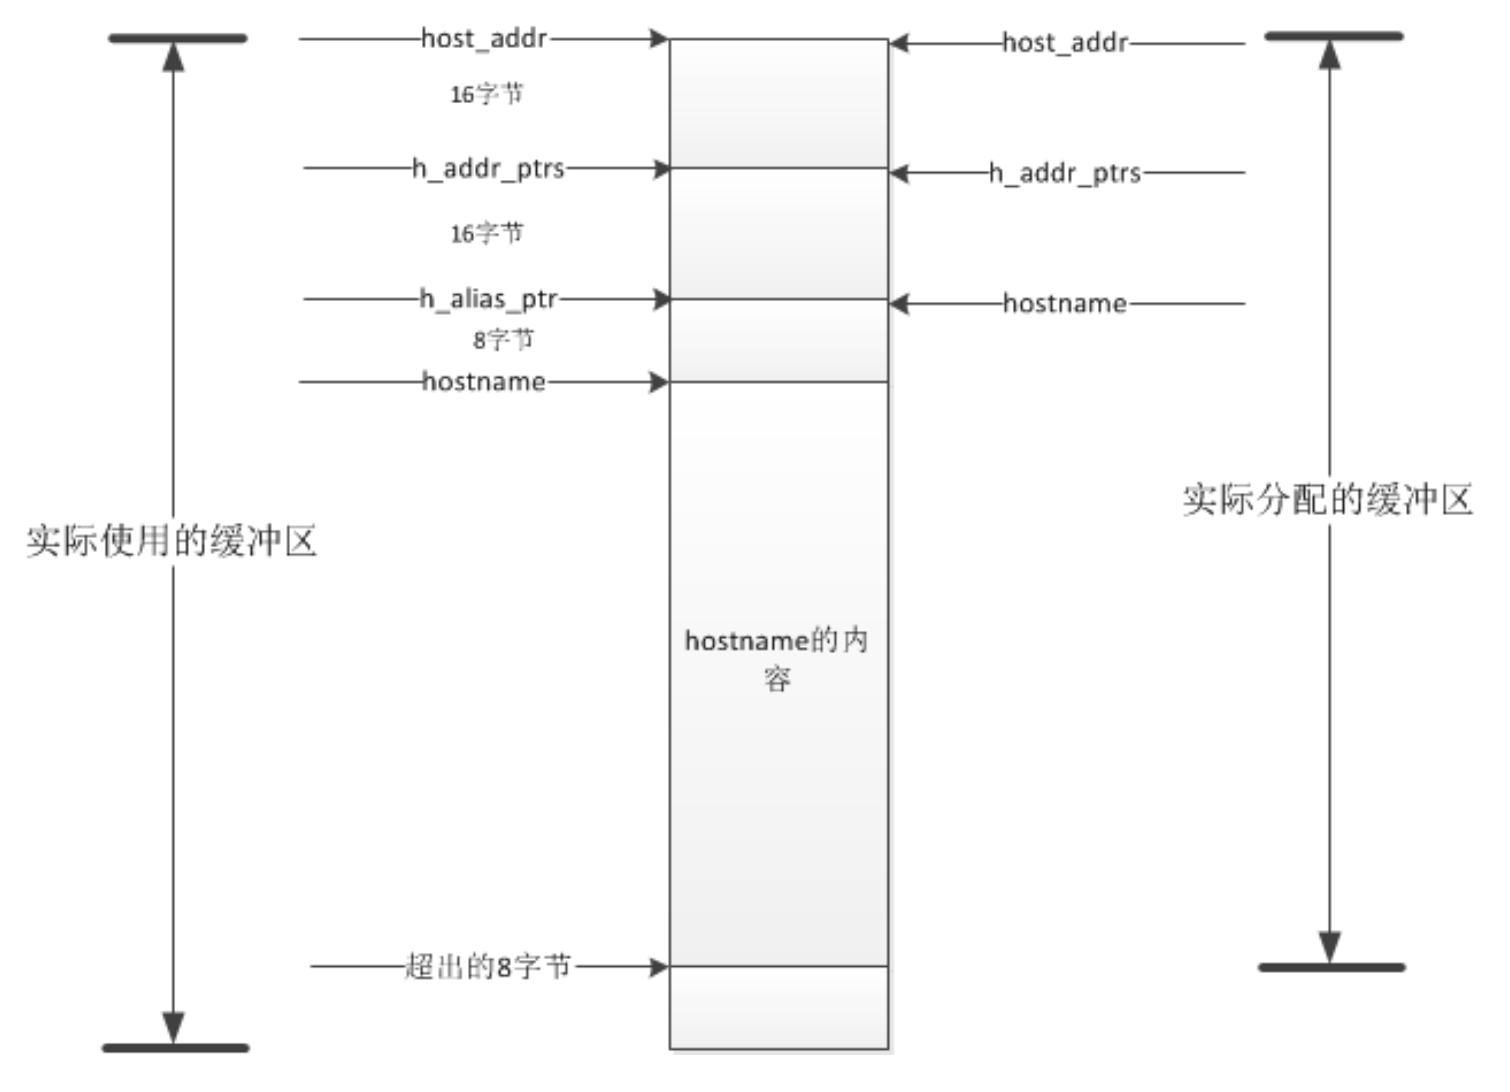 host_addr
host_addr
16字节
h_addr_ptrs
h_addr_ptrs
16字节
h_alias_ptr
hostname
8字节
hostname
实际使用的缓冲区
实际分配的缓冲区
hostname的内
容
超出的8字节